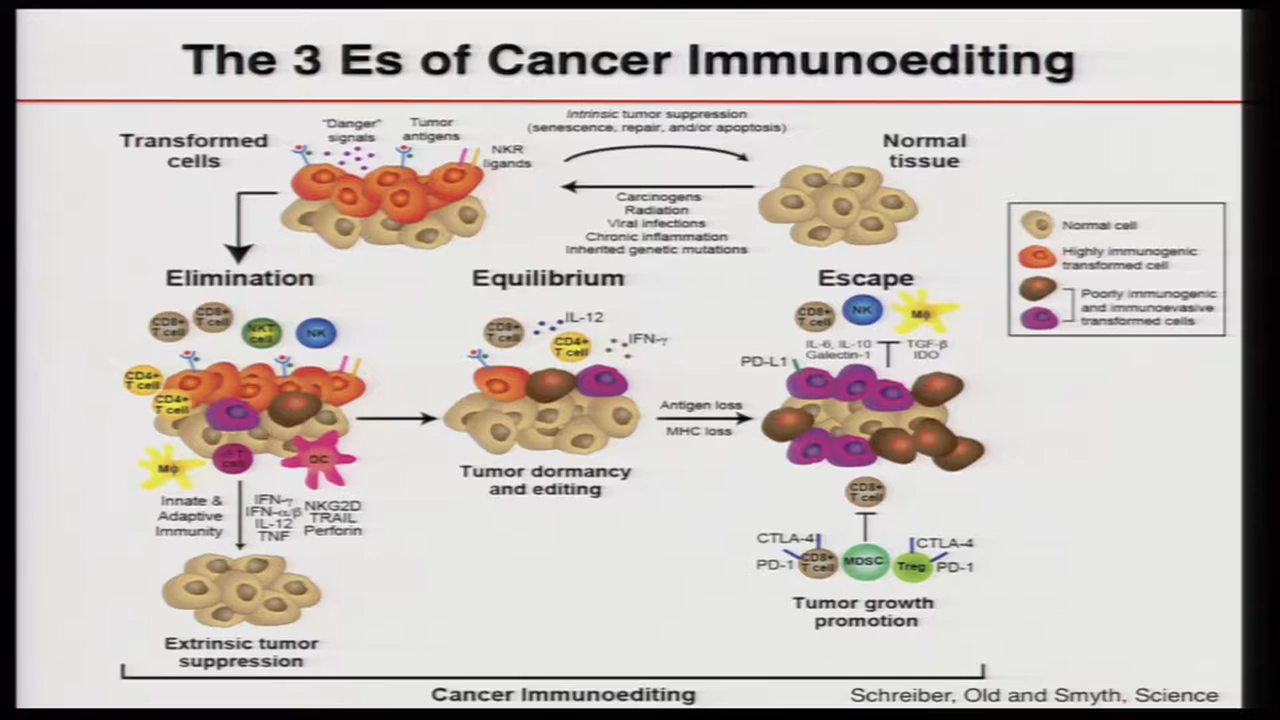 The 3 Es of Cancer Immunoediting
Transformed
cells
"Danger"
signals
Tumor
antigens
NKR
ligands
Intrinsic tumor suppression
(senescence, repair, and/or apoptosis)
Carcinogens
Radiation
Viral infections
Chronic inflammation
Inherited genetic mutations
Normal
tissue
Normal cell
Highly immunogenic
transformed cell
Poorly immunogenic
and immunoevasive
transformed cells
Elimination
CD8+
T cell
CD8+
T cell
NKT
cell
NK
CD4+
T cell
CD4+
T cell
Mφ
γδT
cell
DC
Innate &
Adaptive
Immunity
IFN-γ
IFN-α/β
IL-12
TNF
NKG2D
TRAIL
Perforin
Extrinsic tumor
suppression
Equilibrium
CD8+
T cell
IL-12
CD4+
T cell
IFN-γ
Tumor dormancy
and editing
Antigen loss
MHC loss
Escape
CD8+
T cell
NK
Mφ
IL-6, IL-10
Galectin-1
TGF-β
IDO
PD-L1
CD8+
T cell
CTLA-4
PD-1
CD8+
T cell
MDSC
Treg
CTLA-4
PD-1
Tumor growth
promotion
Cancer Immunoediting
Schreiber, Old and Smyth, Science